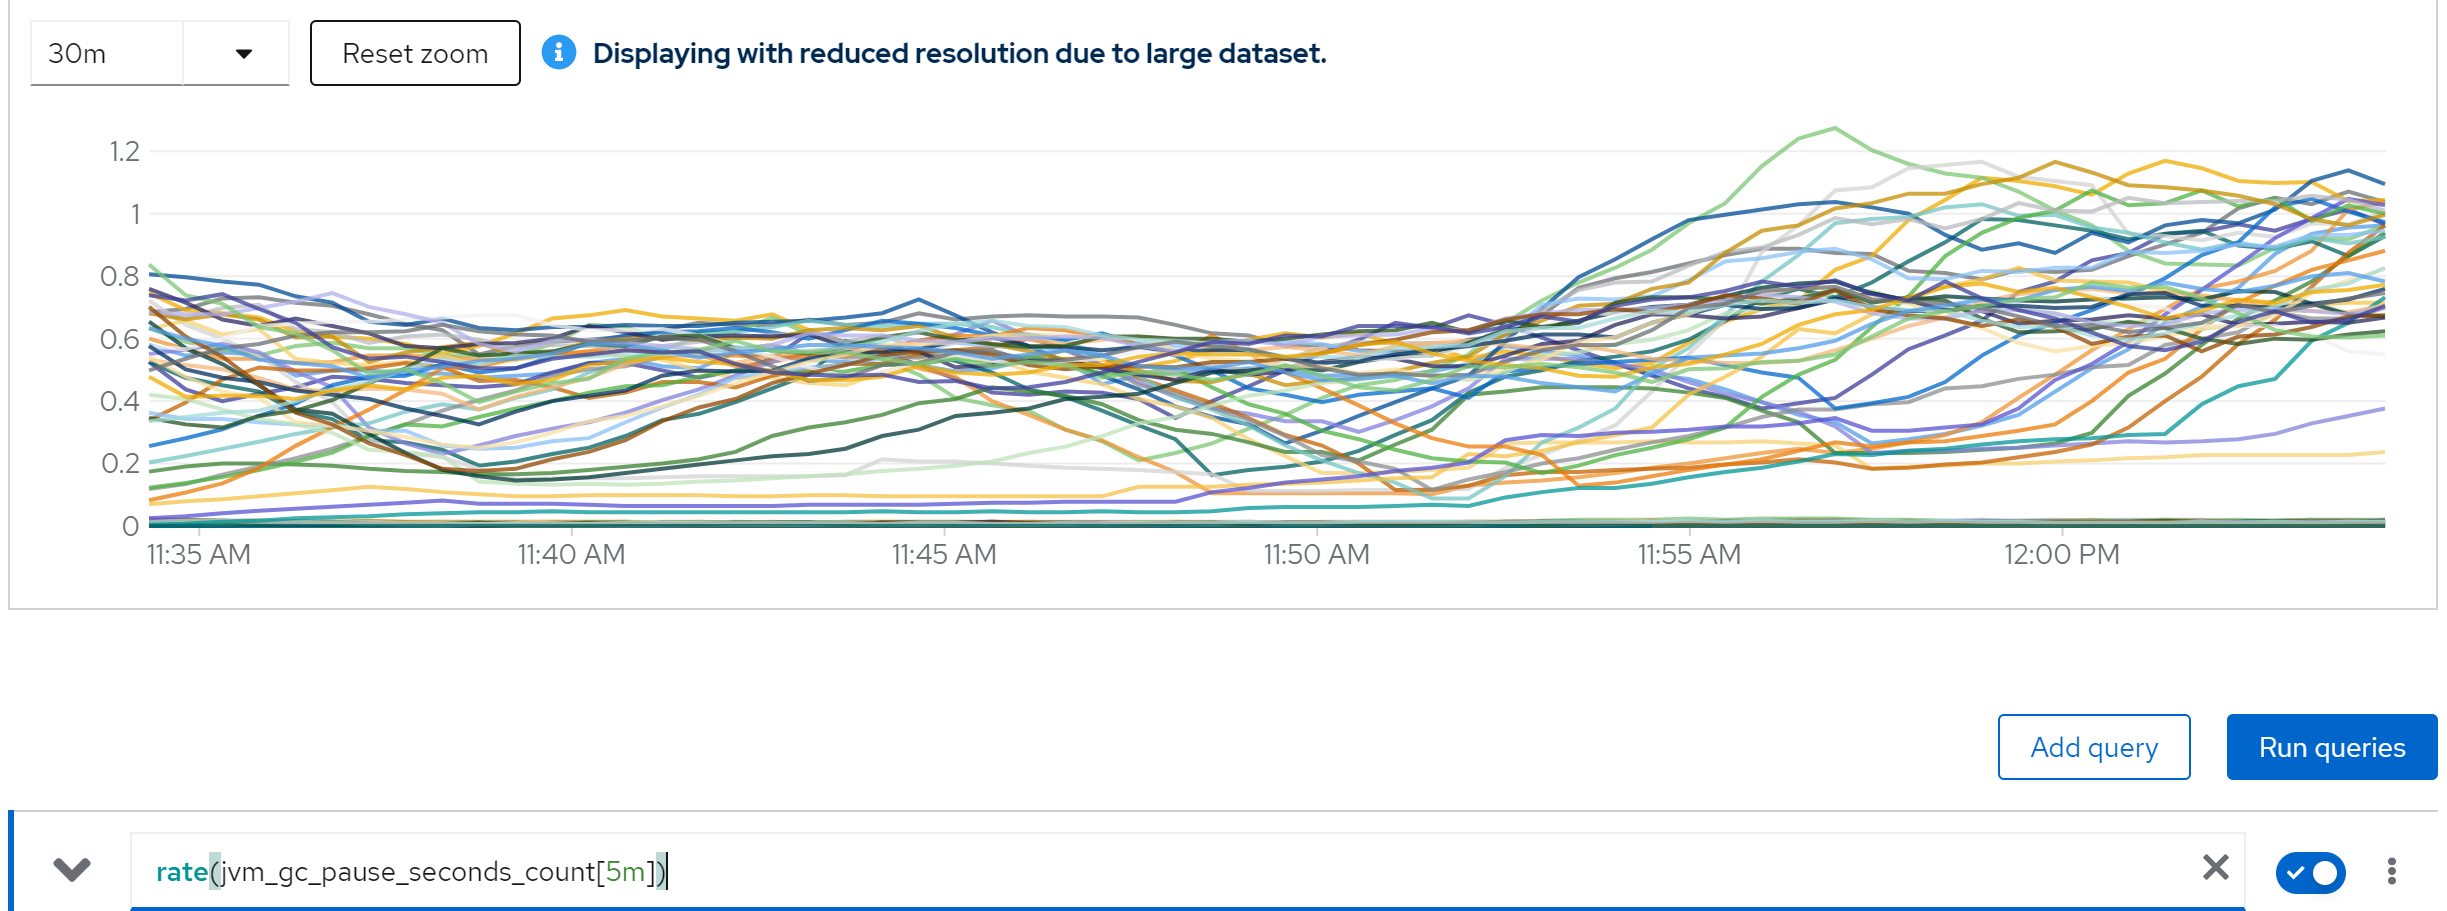 30m
Reset zoom
Displaying with reduced resolution due to large dataset.
1.2
1
0.8
0.6
0.4
0.2
0
11:35 AM 11:40 AM 11:45 AM 11:50 AM 11:55 AM 12:00 PM
Add query
Run queries
rate(jvm_gc_pause_seconds_count[5m])